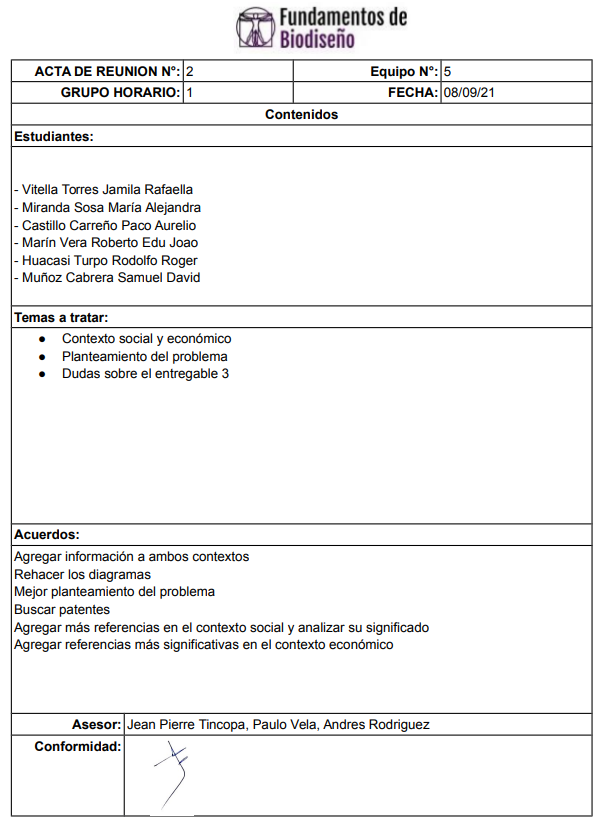 Fundamentos de
Biodiseño
ACTA DE REUNION N°: 2 Equipo N°: 5
GRUPO HORARIO: 1 FECHA: 08/09/21
Contenidos
Estudiantes:
- Vitella Torres Jamila Rafaella
- Miranda Sosa María Alejandra
- Castillo Carreño Paco Aurelio
- Marín Vera Roberto Edu Joao
- Huacasi Turpo Rodolfo Roger
- Muñoz Cabrera Samuel David
Temas a tratar:
● Contexto social y económico
● Planteamiento del problema
● Dudas sobre el entregable 3
Acuerdos:
Agregar información a ambos contextos
Rehacer los diagramas
Mejor planteamiento del problema
Buscar patentes
Agregar más referencias en el contexto social y analizar su significado
Agregar referencias más significativas en el contexto económico
Asesor: Jean Pierre Tincopa, Paulo Vela, Andres Rodriguez
Conformidad: